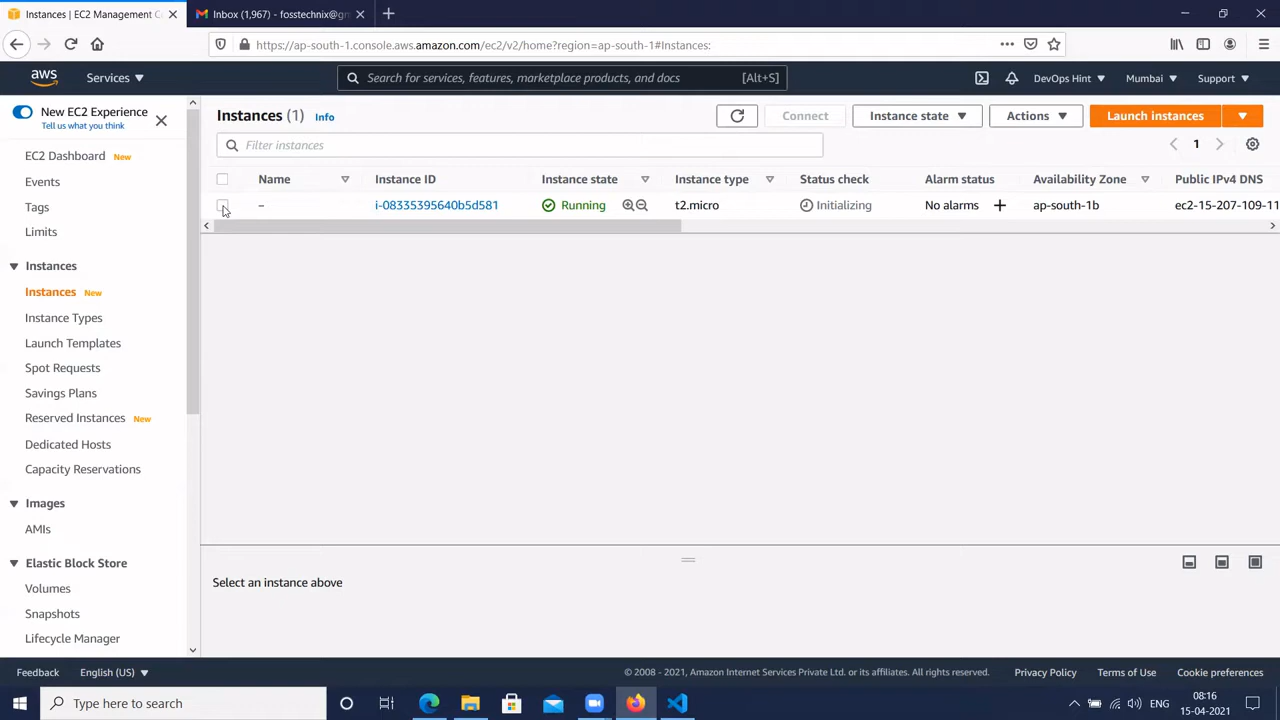 Instances | EC2 Management C
Inbox (1,967) - fosstechnix@gm
https://ap-south-1.console.aws.amazon.com/ec2/v2/home?region=ap-south-1#Instances:
aws
Services
Search for services, features, marketplace products, and docs
[Alt+S]
DevOps Hint
Mumbai
Support
New EC2 Experience
Tell us what you think
EC2 Dashboard New
Events
Tags
Limits
Instances
Instances New
Instance Types
Launch Templates
Spot Requests
Savings Plans
Reserved Instances New
Dedicated Hosts
Capacity Reservations
Images
AMIs
Elastic Block Store
Volumes
Snapshots
Lifecycle Manager
Instances (1) Info
Connect
Instance state
Actions
Launch instances
Filter instances
1
Name Instance ID Instance state Instance type Status check Alarm status Availability Zone Public IPv4 DNS
– i-08335395640b5d581 Running t2.micro Initializing No alarms + ap-south-1b ec2-15-207-109-11
Select an instance above
Feedback
English (US)
© 2008 - 2021, Amazon Internet Services Private Ltd. or its affiliates. All rights reserved.
Privacy Policy
Terms of Use
Cookie preferences
Type here to search
ENG
08:16
15-04-2021